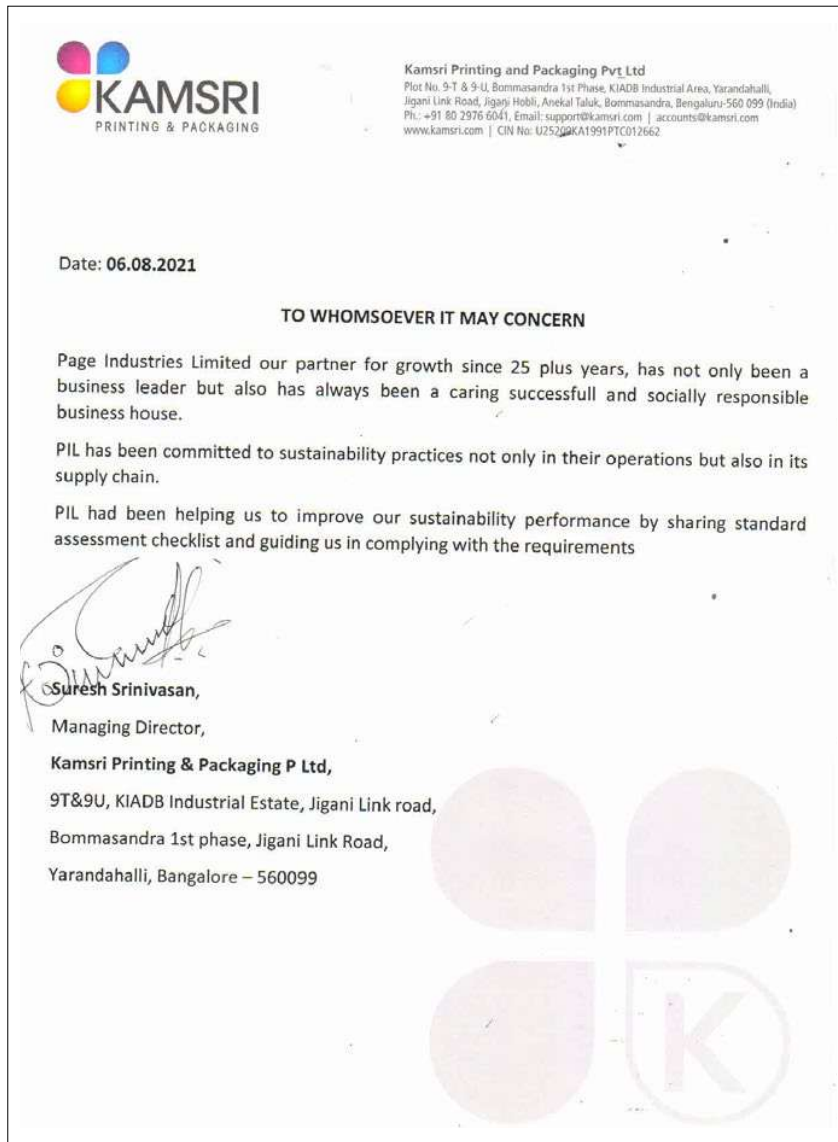 KAMSRI
PRINTING & PACKAGING
Kamsri Printing and Packaging Pvt Ltd
Plot No. 9-T & 9-U, Bommasandra 1st Phase, KIADB Industrial Area, Yarandahalli,
Jigani Link Road, Jigani Hobli, Anekal Taluk, Bommasandra, Bengaluru-560 099 (India)
Ph.: +91 80 2976 6041, Email: support@kamsri.com | accounts@kamsri.com
www.kamsri.com | CIN No: U25209KA1991PTC012662
Date: 06.08.2021
TO WHOMSOEVER IT MAY CONCERN
Page Industries Limited our partner for growth since 25 plus years, has not only been a
business leader but also has always been a caring successfull and socially responsible
business house.
PIL has been committed to sustainability practices not only in their operations but also in its
supply chain.
PIL had been helping us to improve our sustainability performance by sharing standard
assessment checklist and guiding us in complying with the requirements
Suresh Srinivasan,
Managing Director,
Kamsri Printing & Packaging P Ltd,
9T&9U, KIADB Industrial Estate, Jigani Link road,
Bommasandra 1st phase, Jigani Link Road,
Yarandahalli, Bangalore – 560099
K